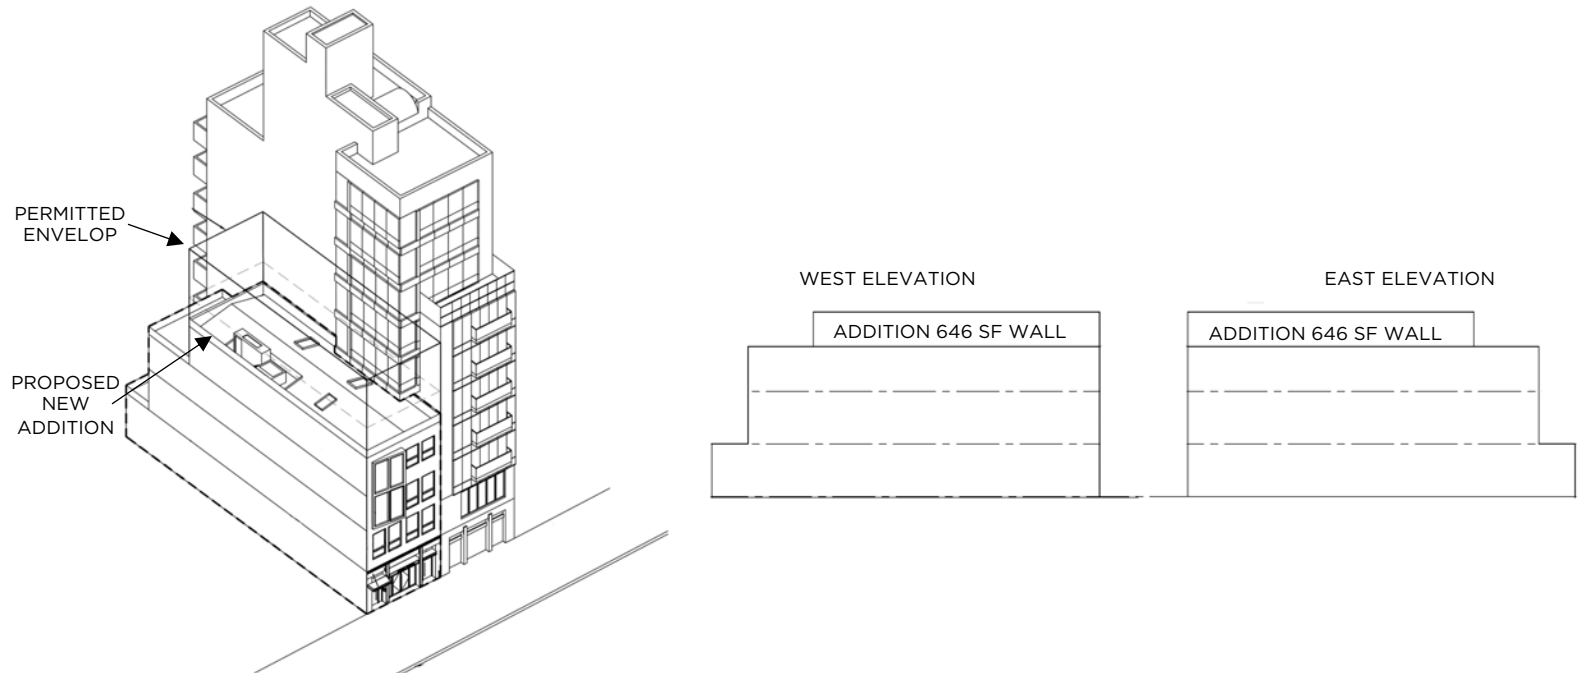 PERMITTED
ENVELOP
PROPOSED
NEW
ADDITION
WEST ELEVATION
EAST ELEVATION
ADDITION 646 SF WALL
ADDITION 646 SF WALL